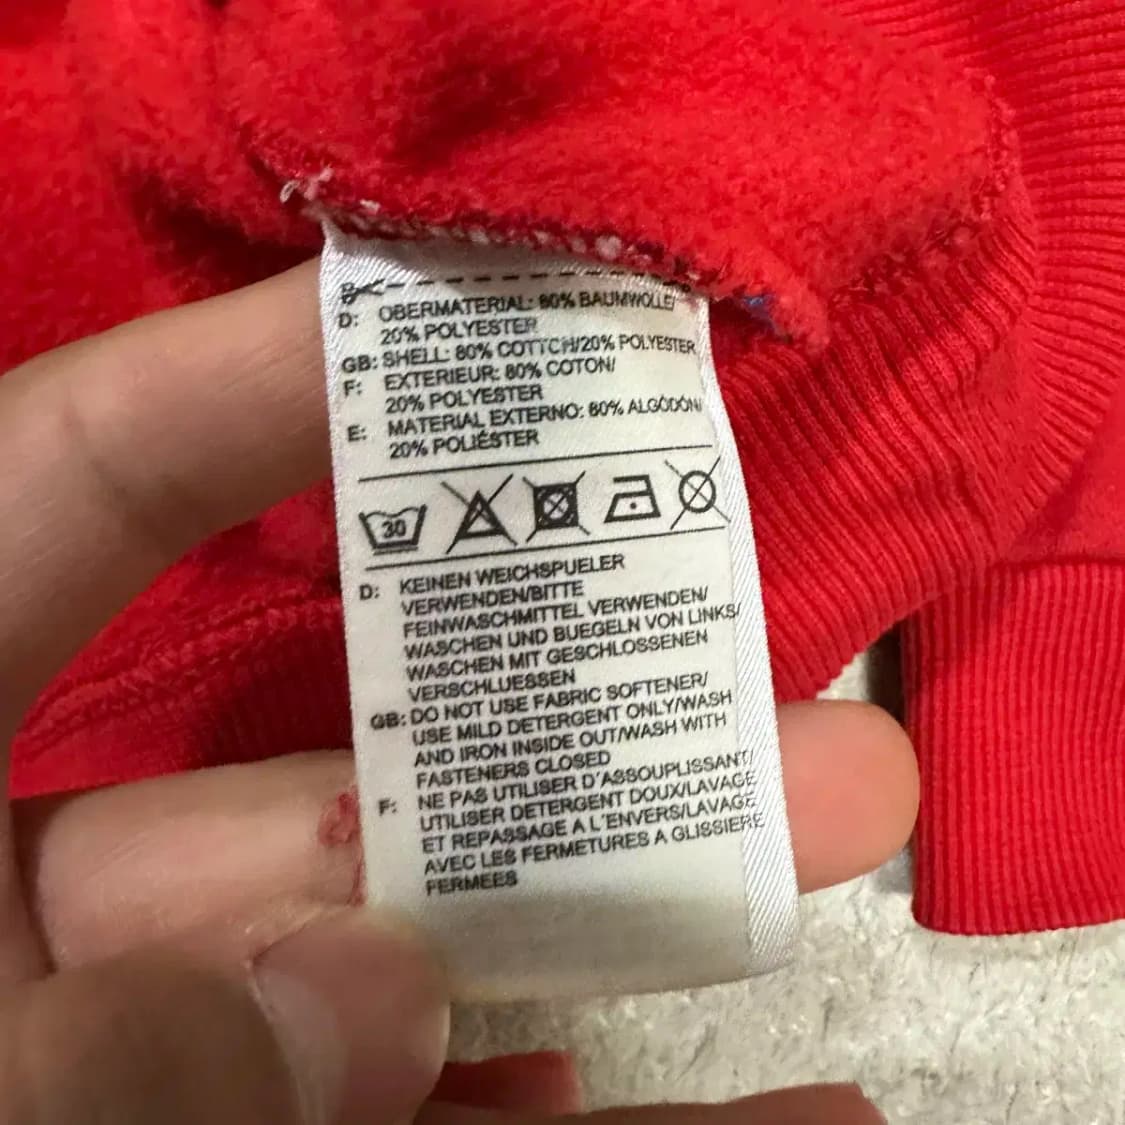 D: OBERMATERIAL: 80% BAUMWOLLE/
20% POLYESTER
GB: SHELL: 80% COTTON/20% POLYESTER
F: EXTERIEUR: 80% COTON/
20% POLYESTER
E: MATERIAL EXTERNO: 80% ALGODÓN/
20% POLIÉSTER
30
D: KEINEN WEICHSPUELER
VERWENDEN/BITTE
FEINWASCHMITTEL VERWENDEN/
WASCHEN UND BUEGELN VON LINKS/
WASCHEN MIT GESCHLOSSENEN
VERSCHLUESSEN
GB: DO NOT USE FABRIC SOFTENER/
USE MILD DETERGENT ONLY/WASH
AND IRON INSIDE OUT/WASH WITH
FASTENERS CLOSED
F: NE PAS UTILISER D'ASSOUPLISSANT/
UTILISER DETERGENT DOUX/LAVAGE
ET REPASSAGE A L'ENVERS/LAVAGE
AVEC LES FERMETURES A GLISSIERE
FERMEES